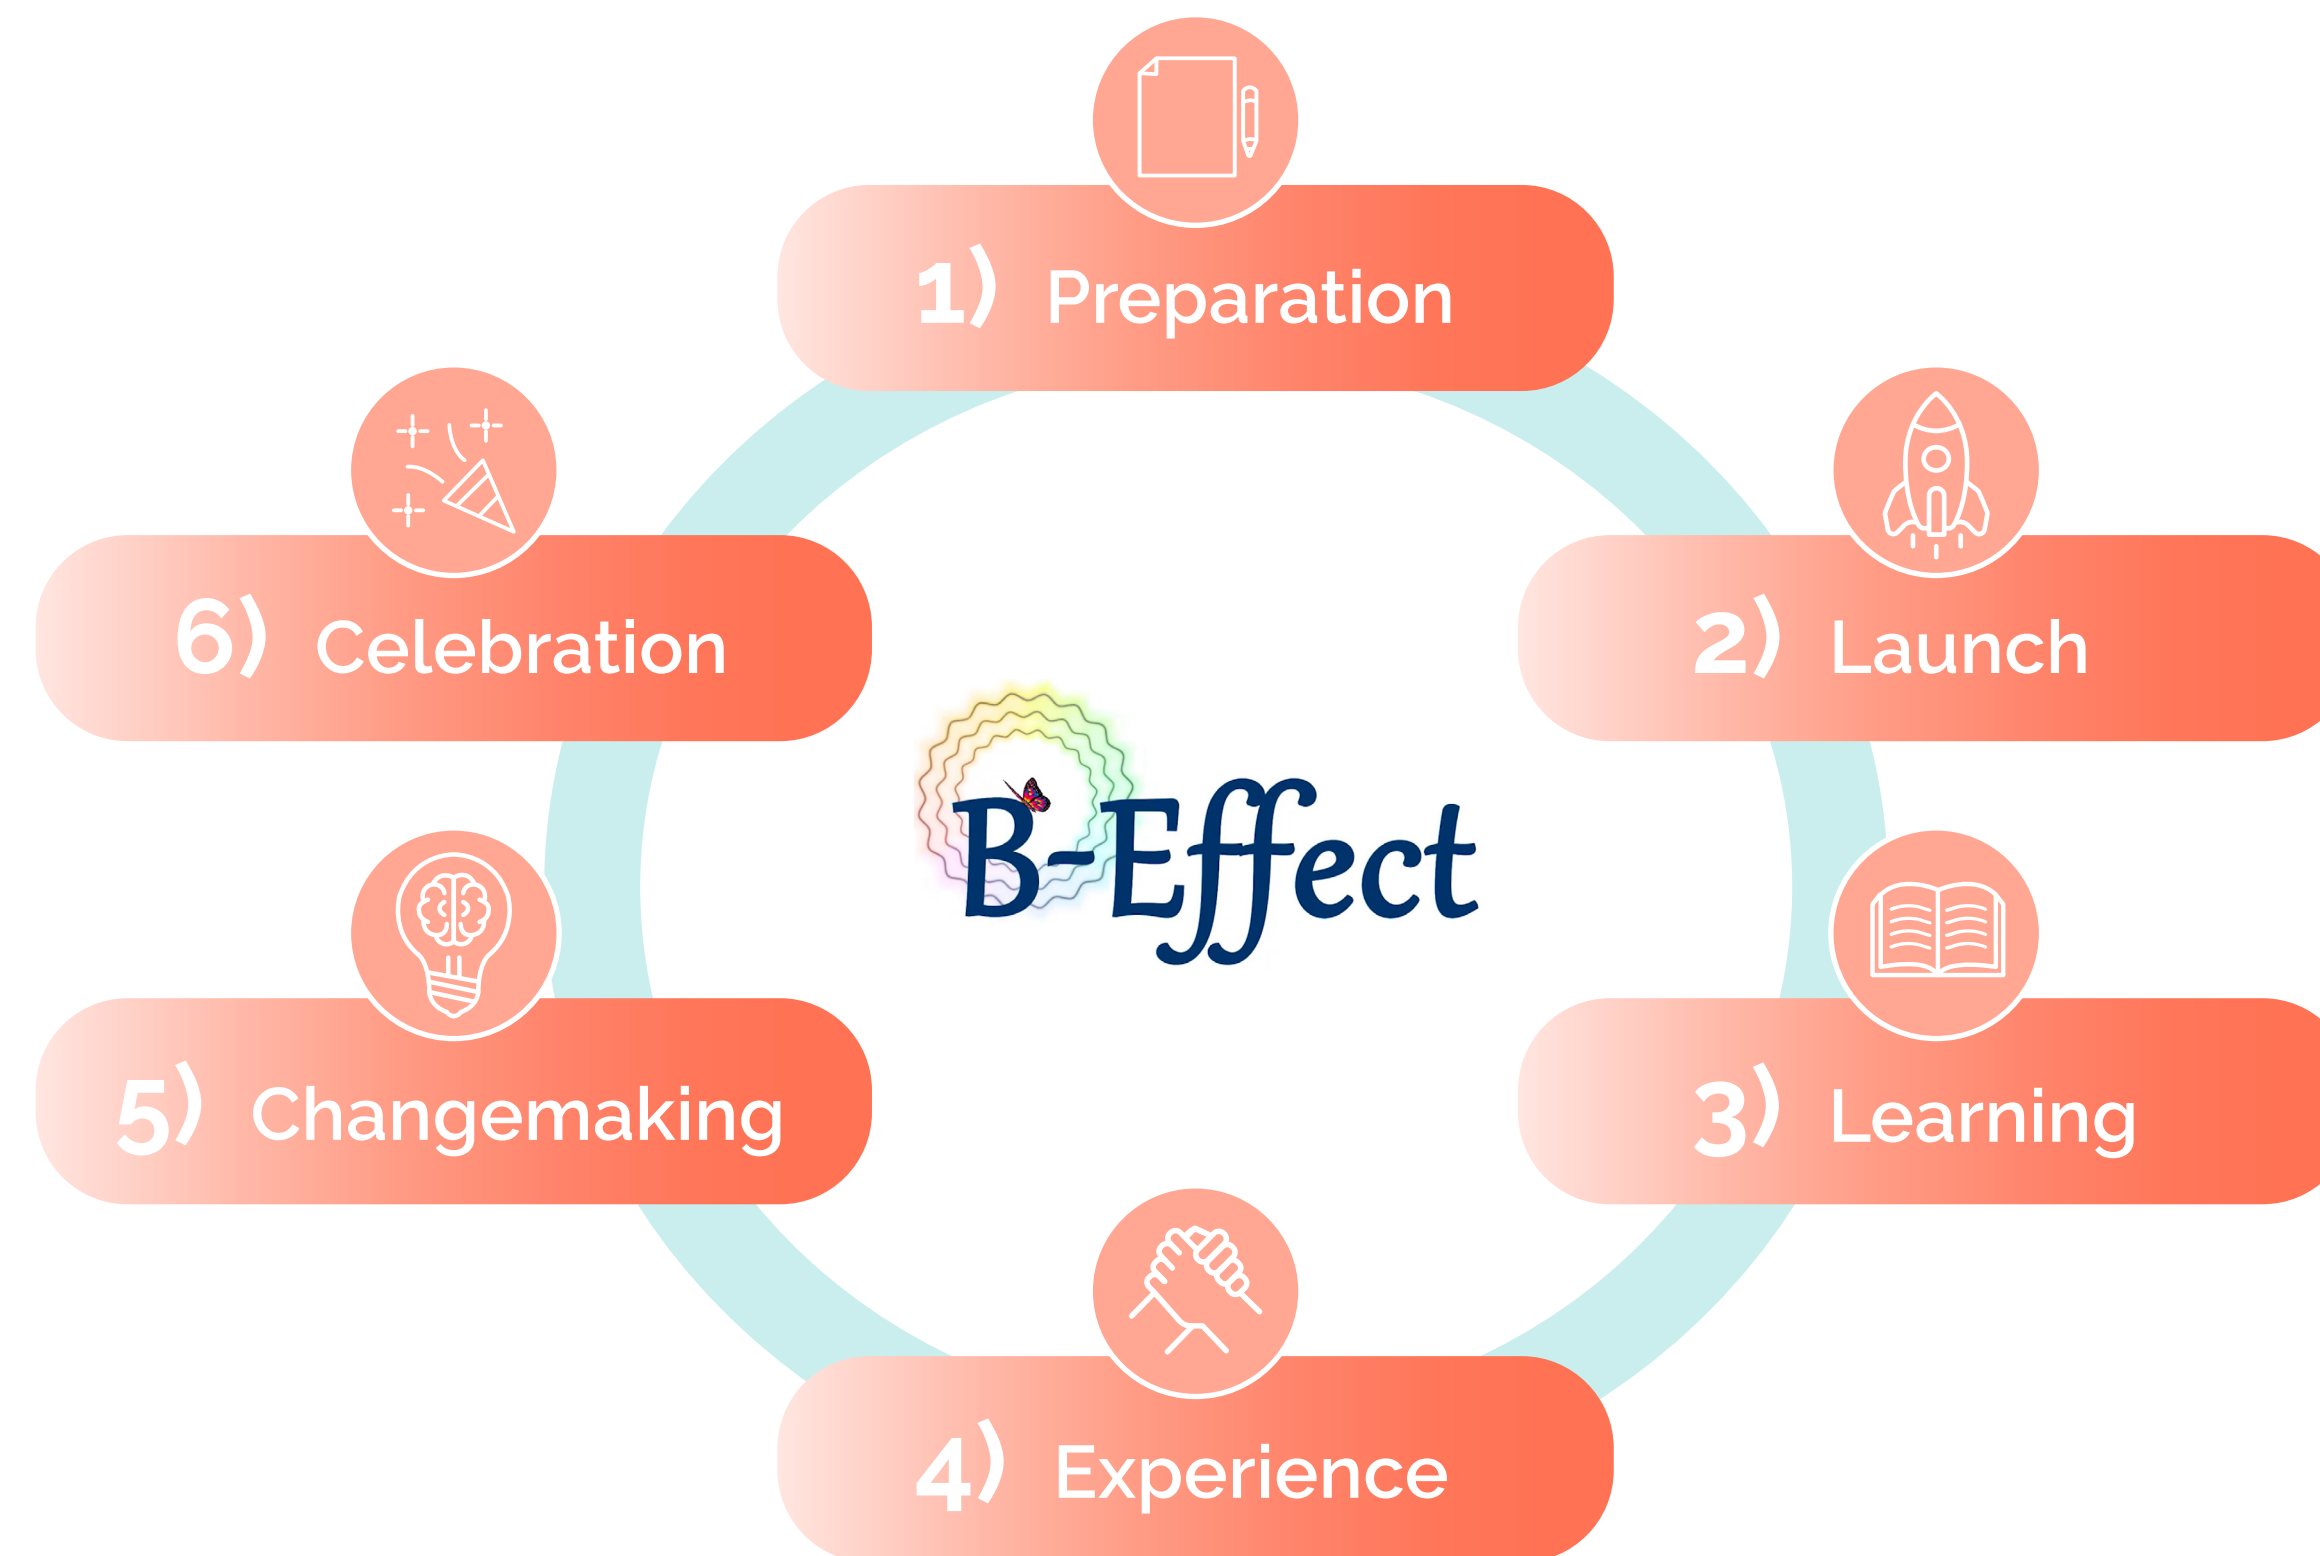 1) Preparation
2) Launch
3) Learning
4) Experience
5) Changemaking
6) Celebration
B-Effect